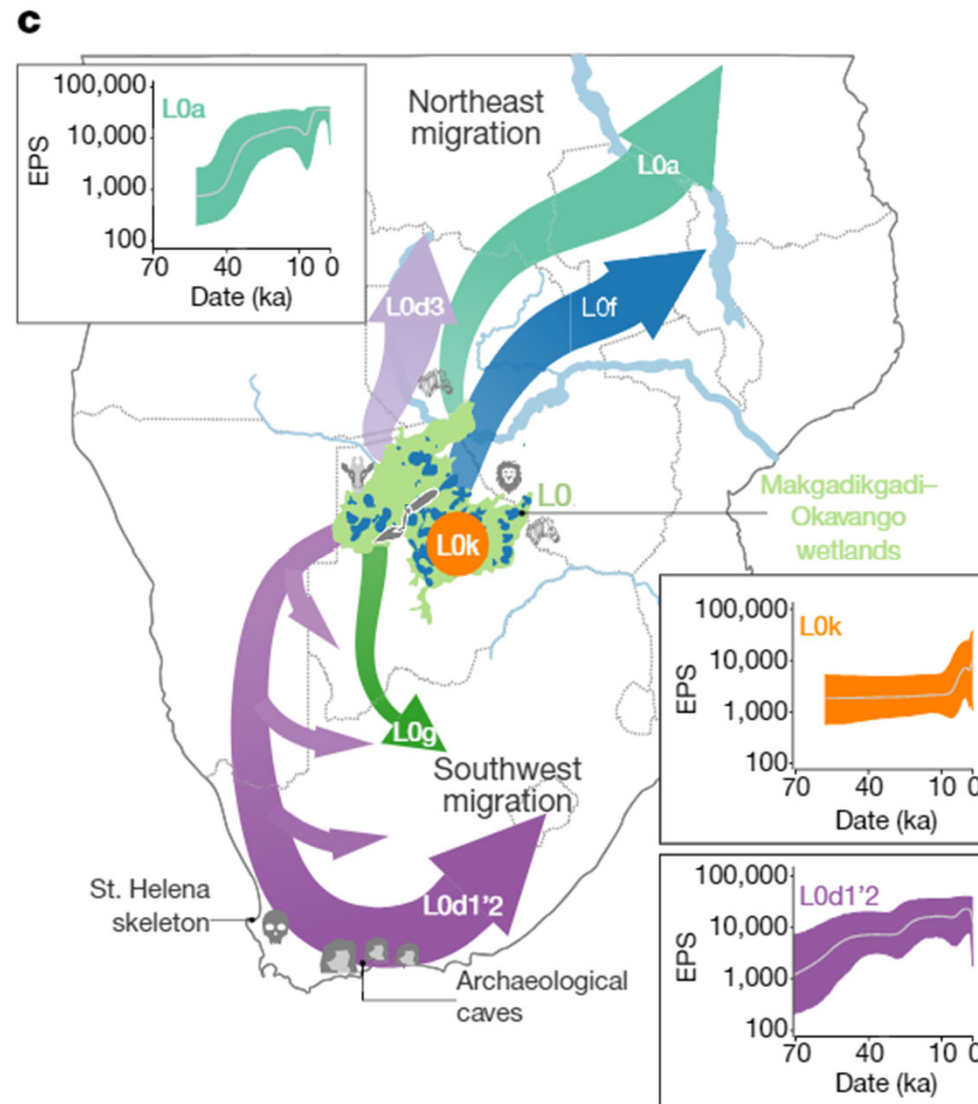 c
100,000
10,000
1,000
100
EPS
L0a
70
40
10
0
Date (ka)
Northeast
migration
L0a
L0d3
L0f
L0
L0k
Makgadikgadi–
Okavango
wetlands
L0g
Southwest
migration
L0d1'2
St. Helena
skeleton
Archaeological
caves
100,000
10,000
1,000
100
EPS
L0k
70
40
10
0
Date (ka)
100,000
10,000
1,000
100
EPS
L0d1'2
70
40
10
0
Date (ka)